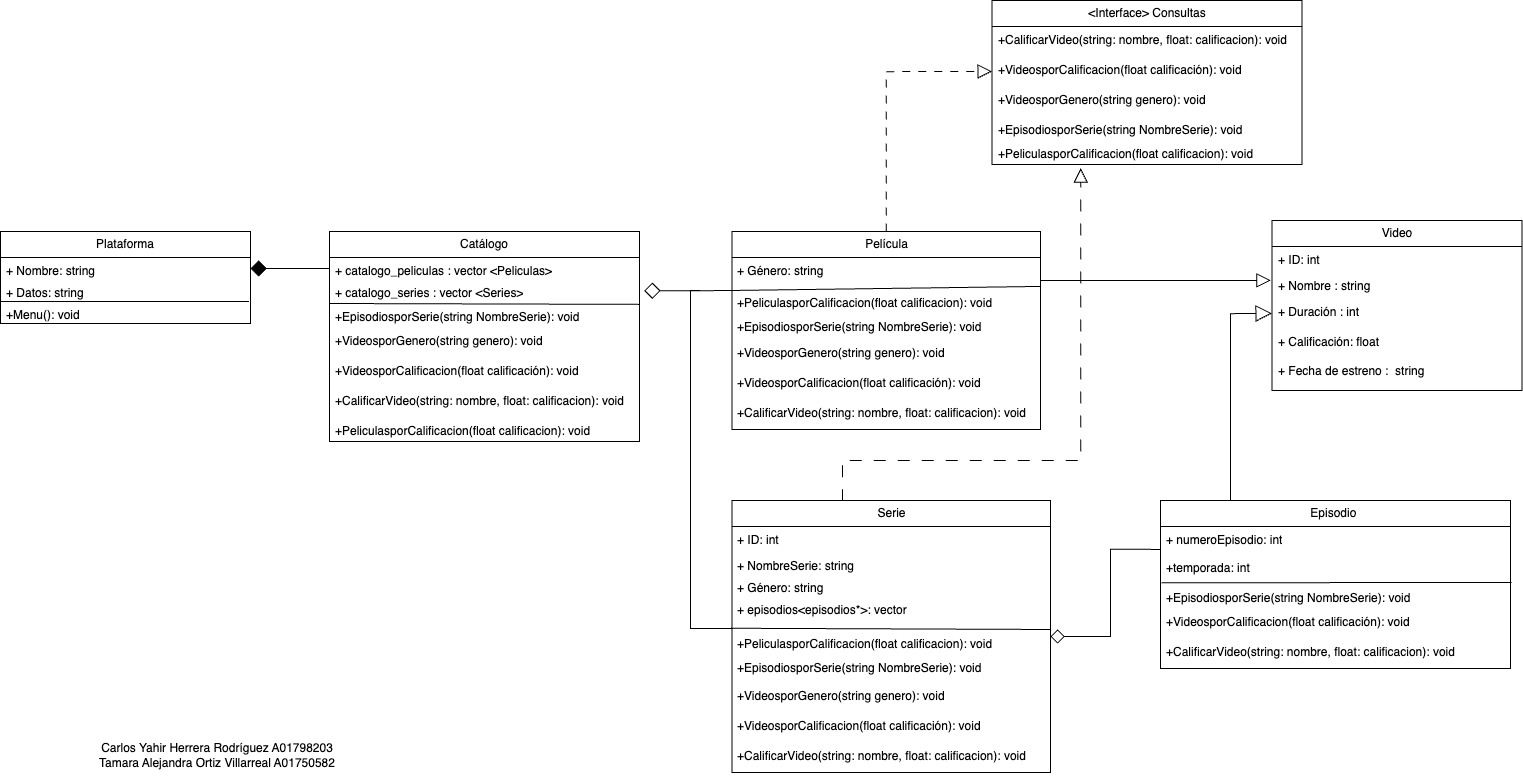 <Interface> Consultas
+CalificarVideo(string: nombre, float: calificacion): void
+VideosporCalificacion(float calificación): void
+VideosporGenero(string genero): void
+EpisodiosporSerie(string NombreSerie): void
+PeliculasporCalificacion(float calificacion): void
Plataforma
+ Nombre: string
+ Datos: string
+Menu(): void
Catálogo
+ catalogo_peliculas : vector <Peliculas>
+ catalogo_series : vector <Series>
+EpisodiosporSerie(string NombreSerie): void
+VideosporGenero(string genero): void
+VideosporCalificacion(float calificación): void
+CalificarVideo(string: nombre, float: calificacion): void
+PeliculasporCalificacion(float calificacion): void
Película
+ Género: string
+PeliculasporCalificacion(float calificacion): void
+EpisodiosporSerie(string NombreSerie): void
+VideosporGenero(string genero): void
+VideosporCalificacion(float calificación): void
+CalificarVideo(string: nombre, float: calificacion): void
Video
+ ID: int
+ Nombre : string
+ Duración : int
+ Calificación: float
+ Fecha de estreno : string
Serie
+ ID: int
+ NombreSerie: string
+ Género: string
+ episodios<episodios*>: vector
+PeliculasporCalificacion(float calificacion): void
+EpisodiosporSerie(string NombreSerie): void
+VideosporGenero(string genero): void
+VideosporCalificacion(float calificación): void
+CalificarVideo(string: nombre, float: calificacion): void
Episodio
+ numeroEpisodio: int
+temporada: int
+EpisodiosporSerie(string NombreSerie): void
+VideosporCalificacion(float calificación): void
+CalificarVideo(string: nombre, float: calificacion): void
Carlos Yahir Herrera Rodríguez A01798203
Tamara Alejandra Ortiz Villarreal A01750582